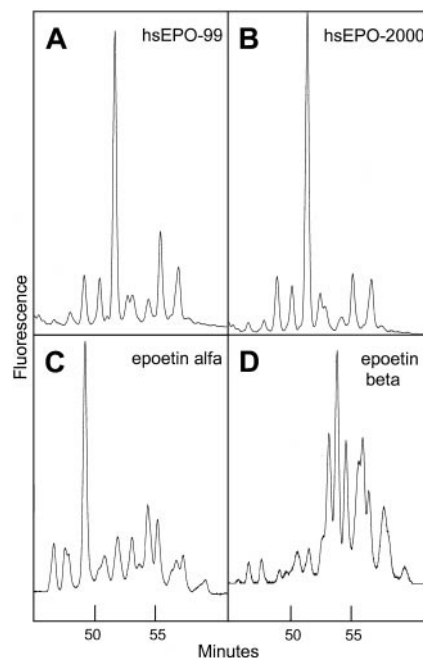 A
hsEPO-99
B
hsEPO-2000
Fluorescence
C
epoetin alfa
D
epoetin
beta
50
55
50
55
Minutes